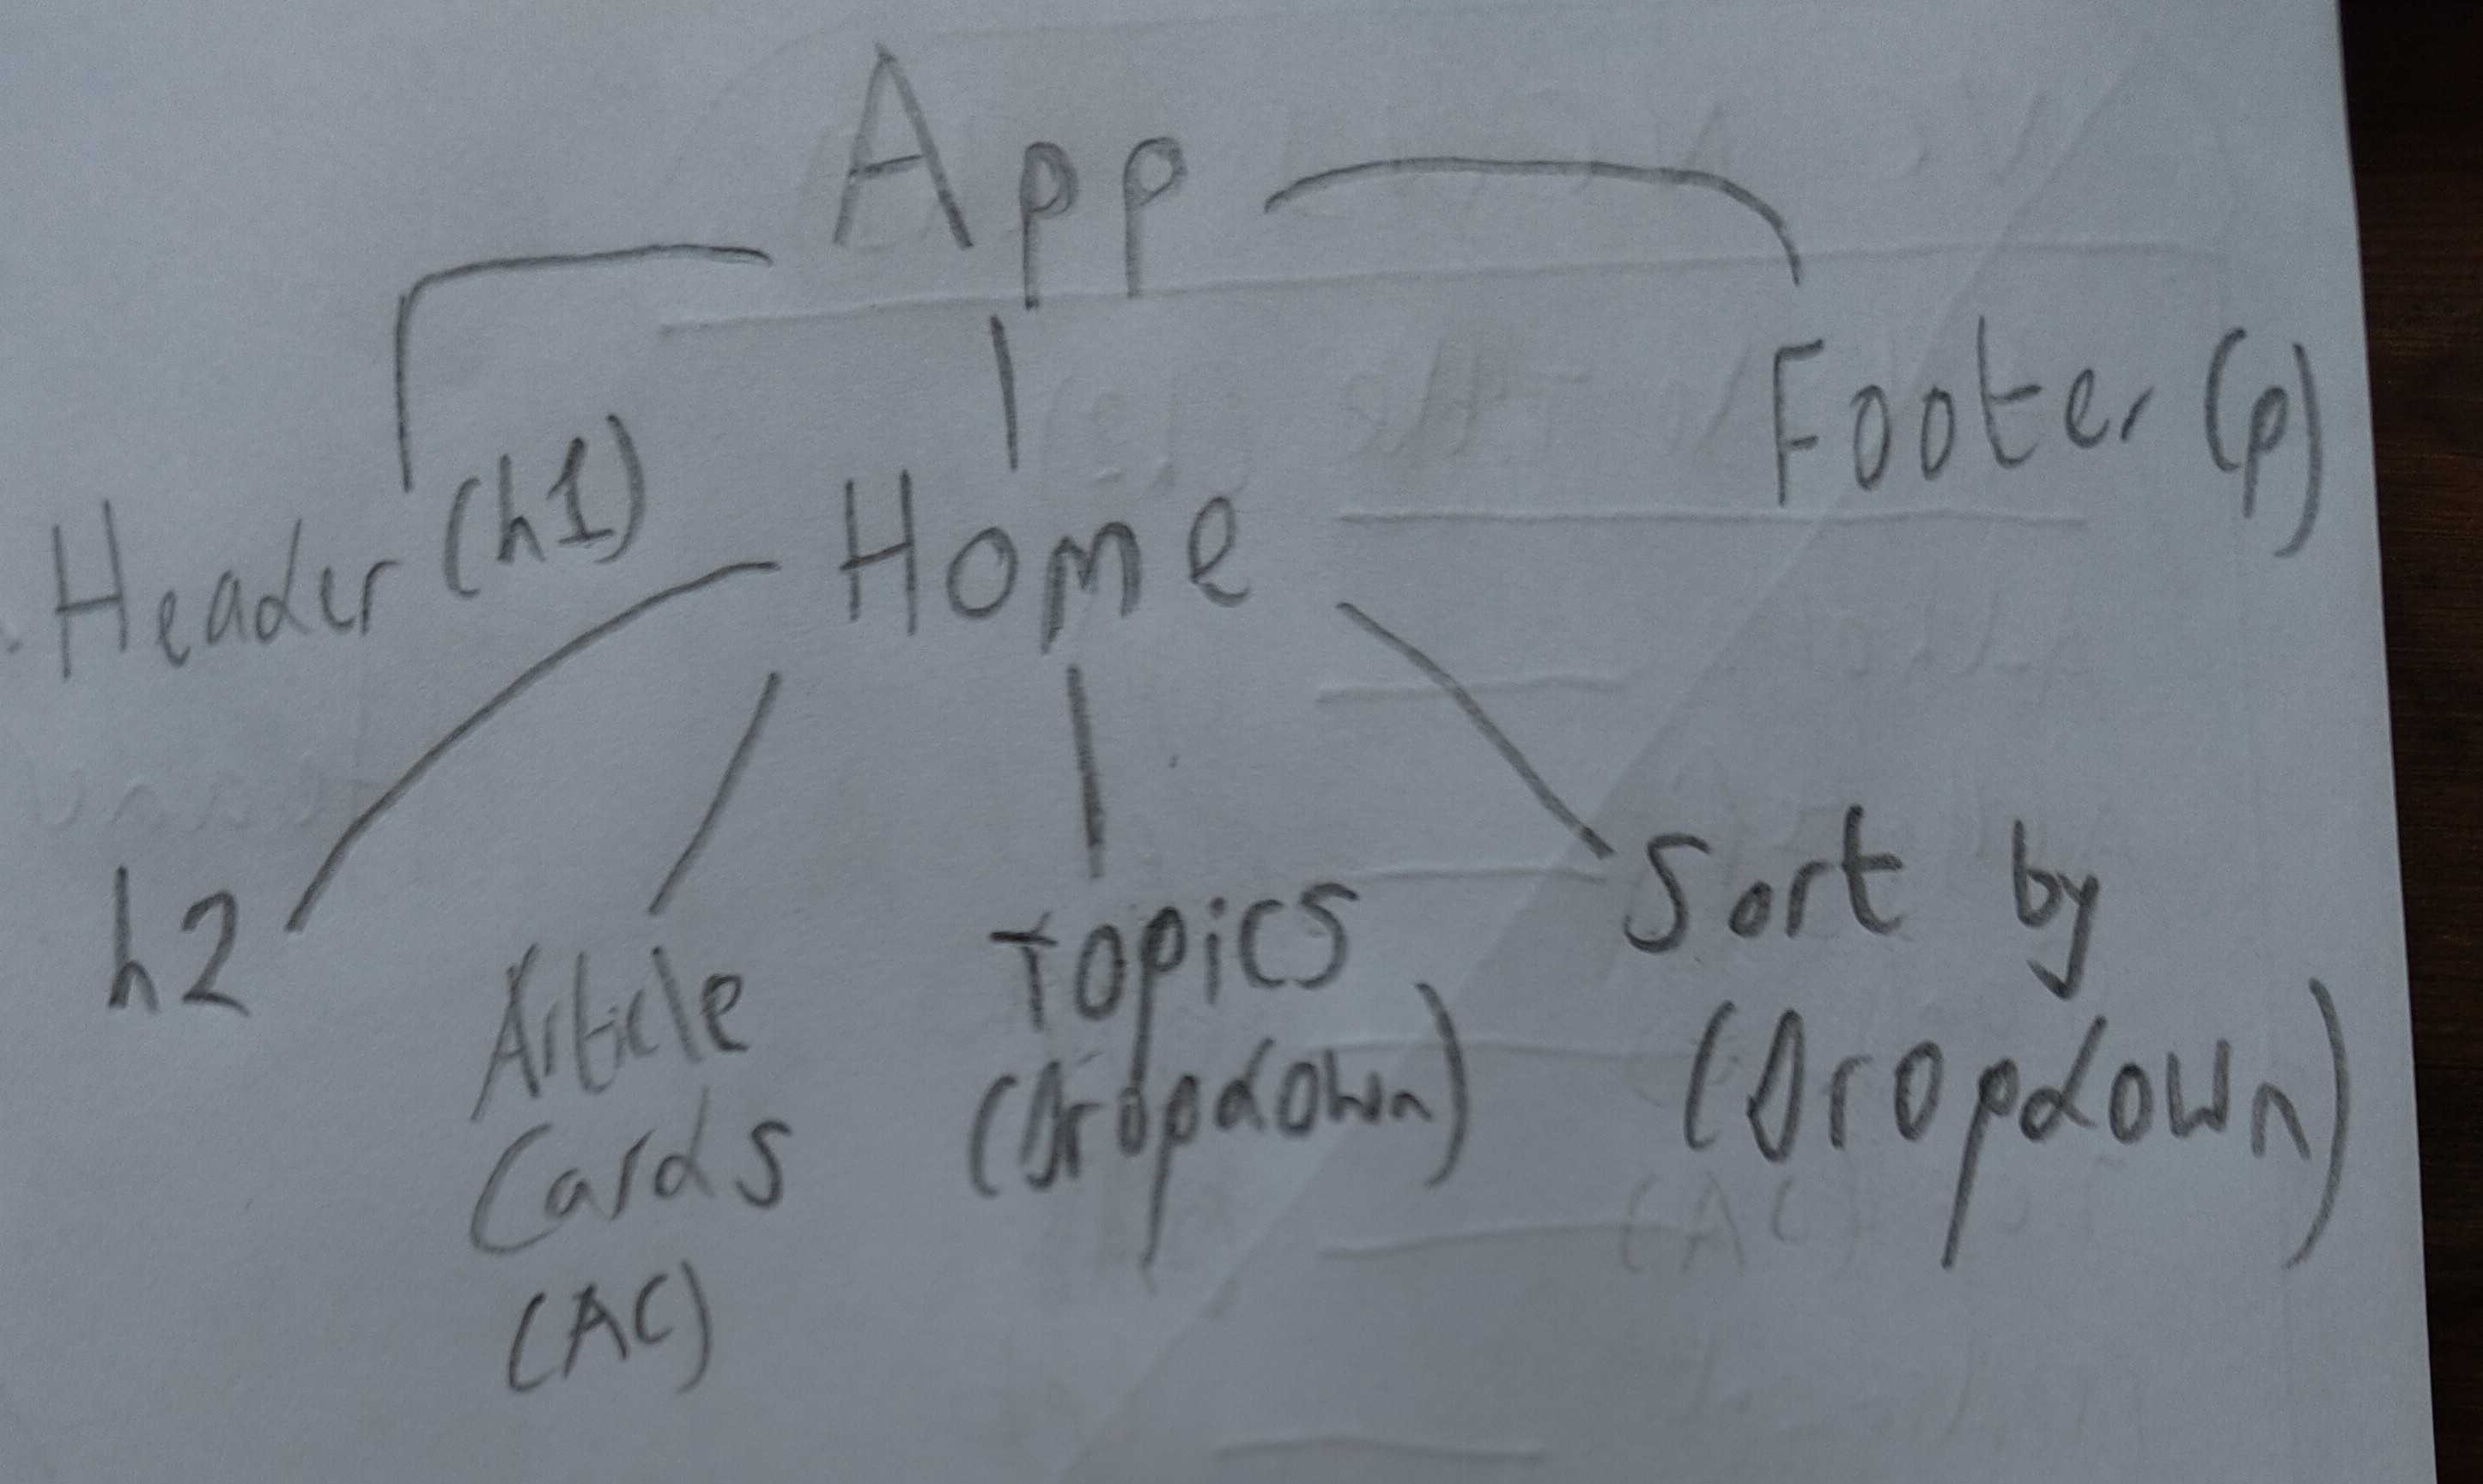 App
Header (h1)
Home
Footer (p)
h2
Article
Cards
(AC)
Topics
(Dropdown)
Sort by
(Dropdown)